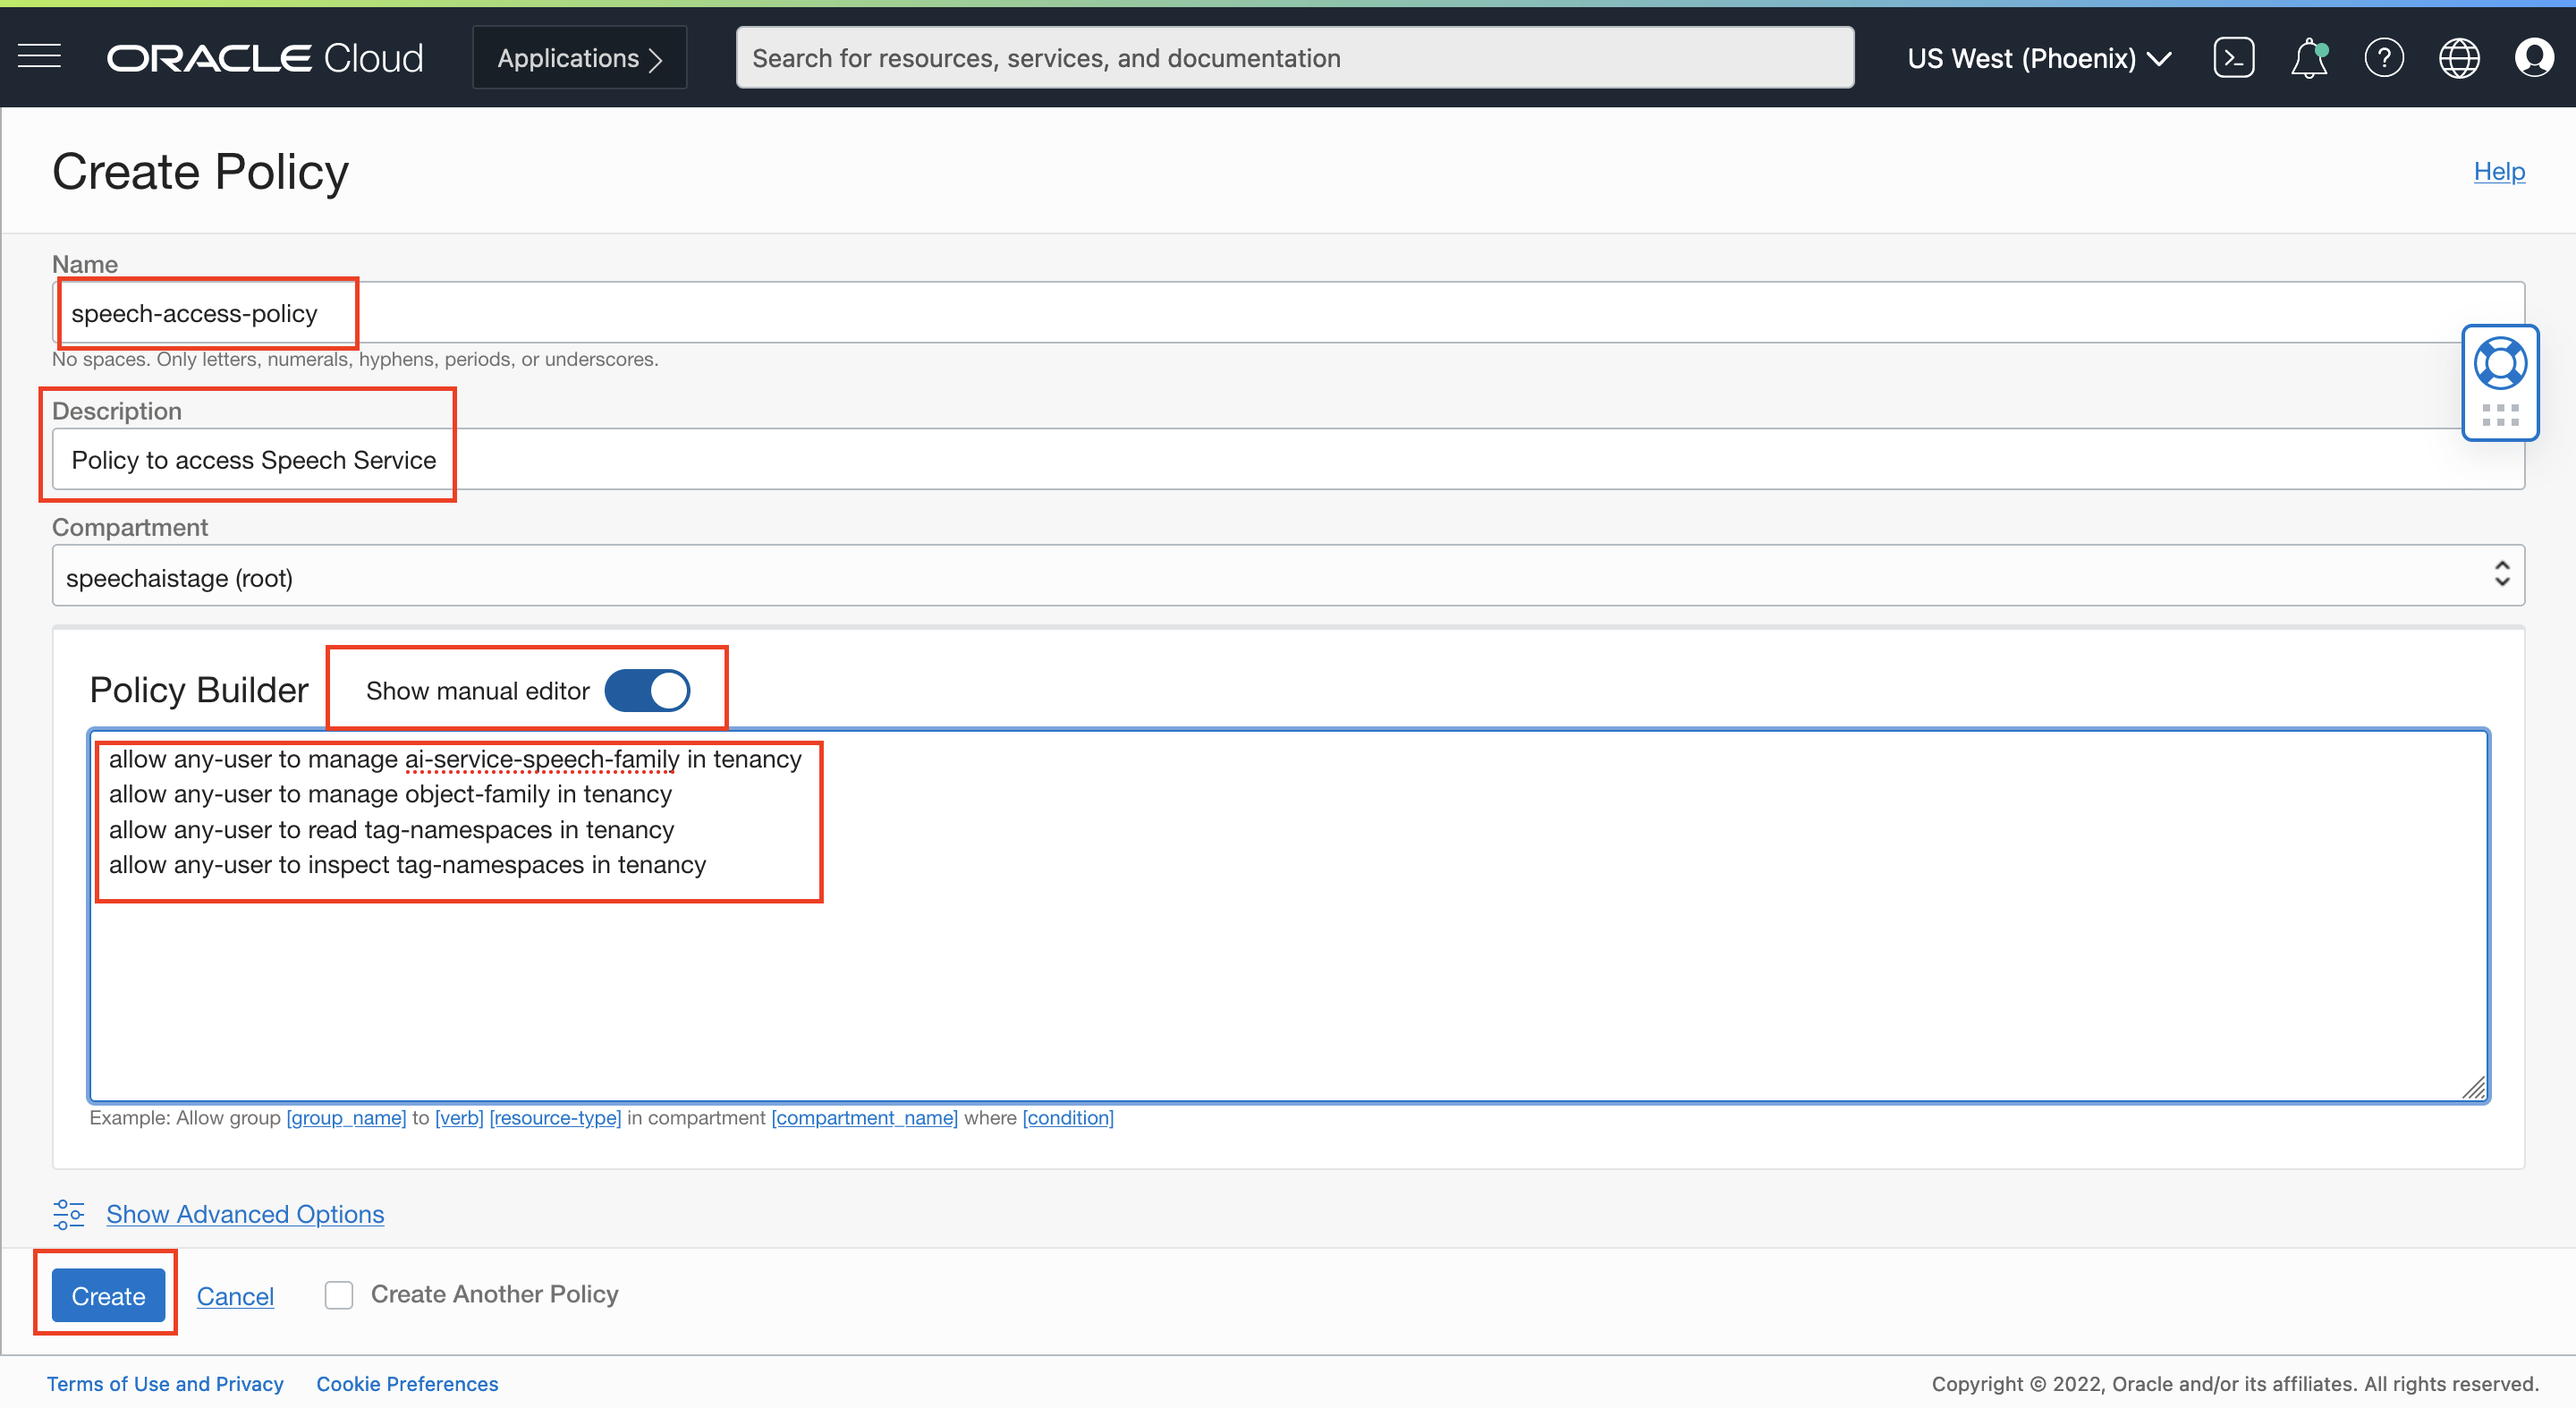 ORACLE Cloud
Applications
Search for resources, services, and documentation
US West (Phoenix)
Create Policy
Help
Name
speech-access-policy
No spaces. Only letters, numerals, hyphens, periods, or underscores.
Description
Policy to access Speech Service
Compartment
speechaistage (root)
Policy Builder
Show manual editor
allow any-user to manage ai-service-speech-family in tenancy
allow any-user to manage object-family in tenancy
allow any-user to read tag-namespaces in tenancy
allow any-user to inspect tag-namespaces in tenancy
Example: Allow group [group_name] to [verb] [resource-type] in compartment [compartment_name] where [condition]
Show Advanced Options
Create
Cancel
Create Another Policy
Terms of Use and Privacy
Cookie Preferences
Copyright © 2022, Oracle and/or its affiliates. All rights reserved.